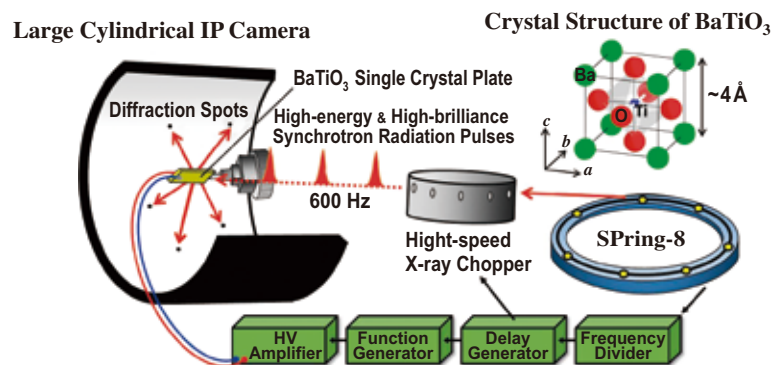 Large Cylindrical IP Camera
Crystal Structure of BaTiO3
BaTiO3 Single Crystal Plate
Diffraction Spots
High-energy & High-brilliance
Synchrotron Radiation Pulses
Ba
O
Ti
~4Å
c
b
a
600 Hz
Hight-speed
X-ray Chopper
SPring-8
HV
Amplifier
Function
Generator
Delay
Generator
Frequency
Divider